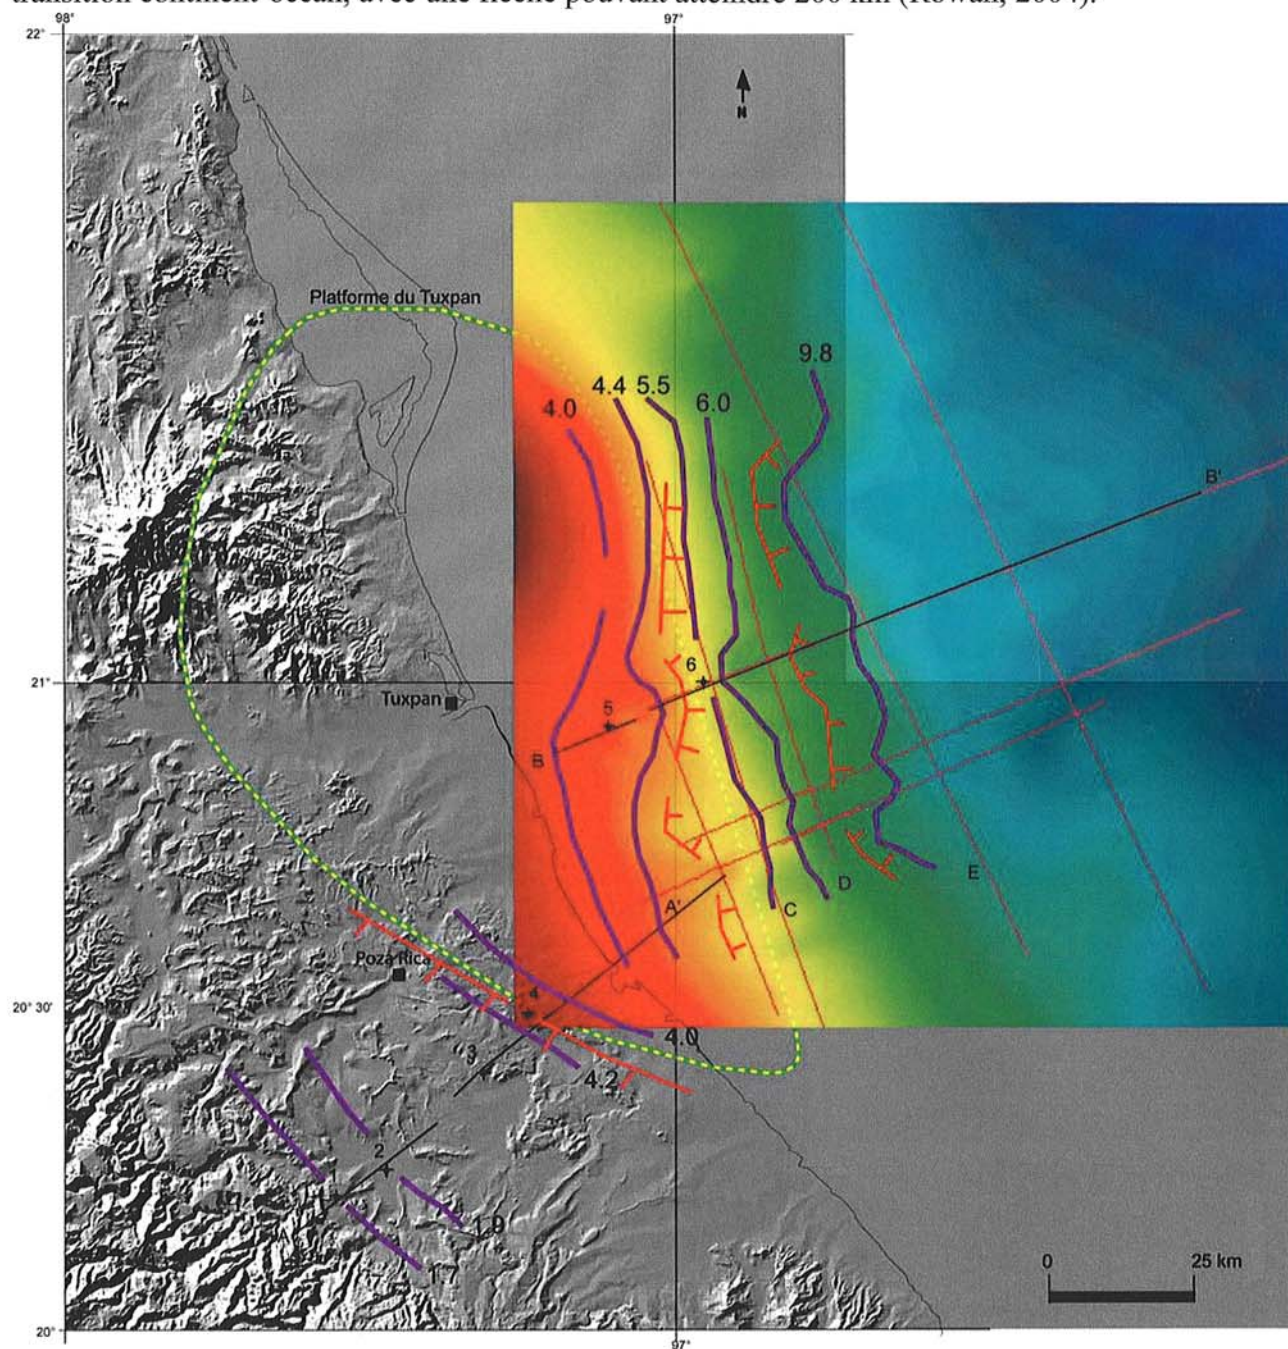 transition continent-océan, avec une flèche pouvant atteindre 200 km (Rowan, 2004).
98°
97°
22°
N
Platforme du Tuxpan
9.8
4.4
5.5
4.0
6.0
B'
6
21°
Tuxpan
5
B
E
D
A'
C
Poza Rica
4
20° 30'
4.0
3
4.2
2
1
1.9
A
1.7
0
25 km
20°
97°